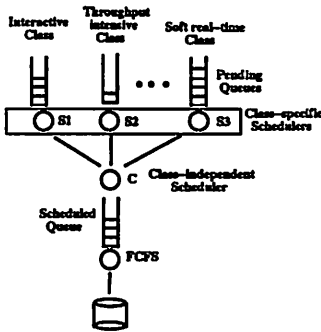 Interactive
Class
Throughput
intensive
Class
Soft real-time
Class
Pending
Queues
S1
S2
S3
Class-specific
Schedulers
C
Class-independent
Scheduler
Scheduled
Queue
FCFS